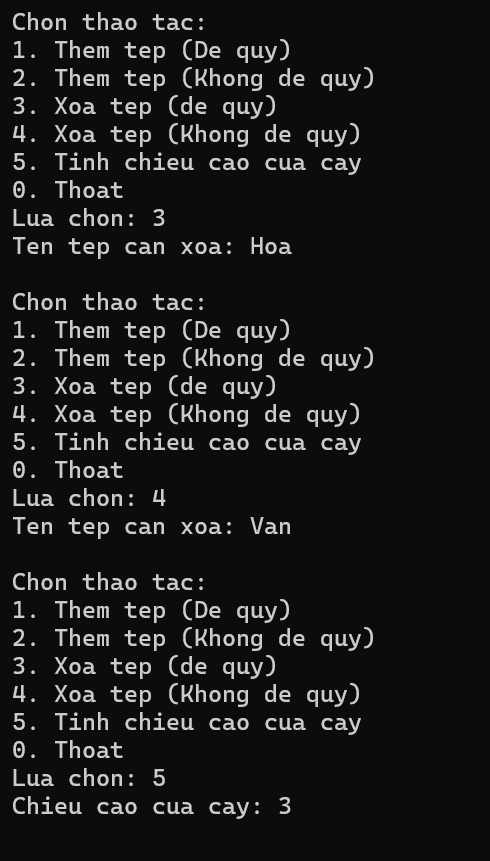 Chon thao tac:
1. Them tep (De quy)
2. Them tep (Khong de quy)
3. Xoa tep (de quy)
4. Xoa tep (Khong de quy)
5. Tinh chieu cao cua cay
0. Thoat
Lua chon: 3
Ten tep can xoa: Hoa

Chon thao tac:
1. Them tep (De quy)
2. Them tep (Khong de quy)
3. Xoa tep (de quy)
4. Xoa tep (Khong de quy)
5. Tinh chieu cao cua cay
0. Thoat
Lua chon: 4
Ten tep can xoa: Van

Chon thao tac:
1. Them tep (De quy)
2. Them tep (Khong de quy)
3. Xoa tep (de quy)
4. Xoa tep (Khong de quy)
5. Tinh chieu cao cua cay
0. Thoat
Lua chon: 5
Chieu cao cua cay: 3